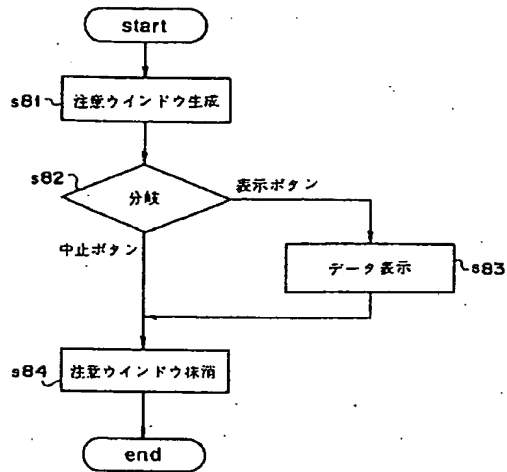 start
s81
注意ウインドウ生成
s82
分岐
表示ボタン
中止ボタン
データ表示
s83
s84
注意ウインドウ抹消
end